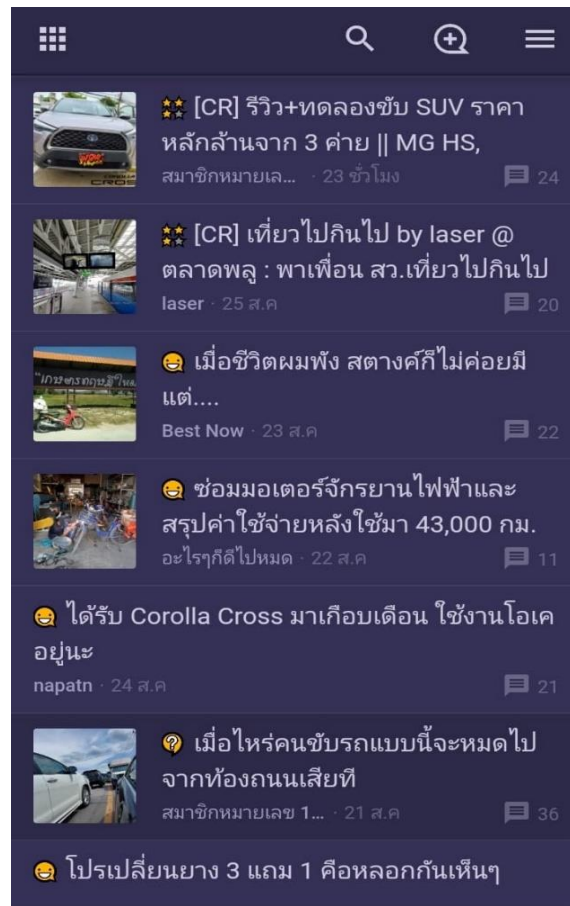 [CR] รีวิว+ทดลองขับ SUV ราคา
หลักล้านจาก 3 ค่าย || MG HS,
สมาชิกหมายเล... · 23 ชั่วโมง
24
[CR] เที่ยวไปกินไป by laser @
ตลาดพลู : พาเพื่อน สว.เที่ยวไปกินไป
laser · 25 ส.ค
20
เมื่อชีวิตผมพัง สตางค์ก็ไม่ค่อยมี
แต่....
Best Now · 23 ส.ค
22
ซ่อมมอเตอร์จักรยานไฟฟ้าและ
สรุปค่าใช้จ่ายหลังใช้มา 43,000 กม.
อะไรๆก็ดีไปหมด · 22 ส.ค
11
ได้รับ Corolla Cross มาเกือบเดือน ใช้งานโอเค
อยู่นะ
napatn · 24 ส.ค
21
เมื่อไหร่คนขับรถแบบนี้จะหมดไป
จากท้องถนนเสียที
สมาชิกหมายเลข 1... · 21 ส.ค
36
โปรเปลี่ยนยาง 3 แถม 1 คือหลอกกันเห็นๆ